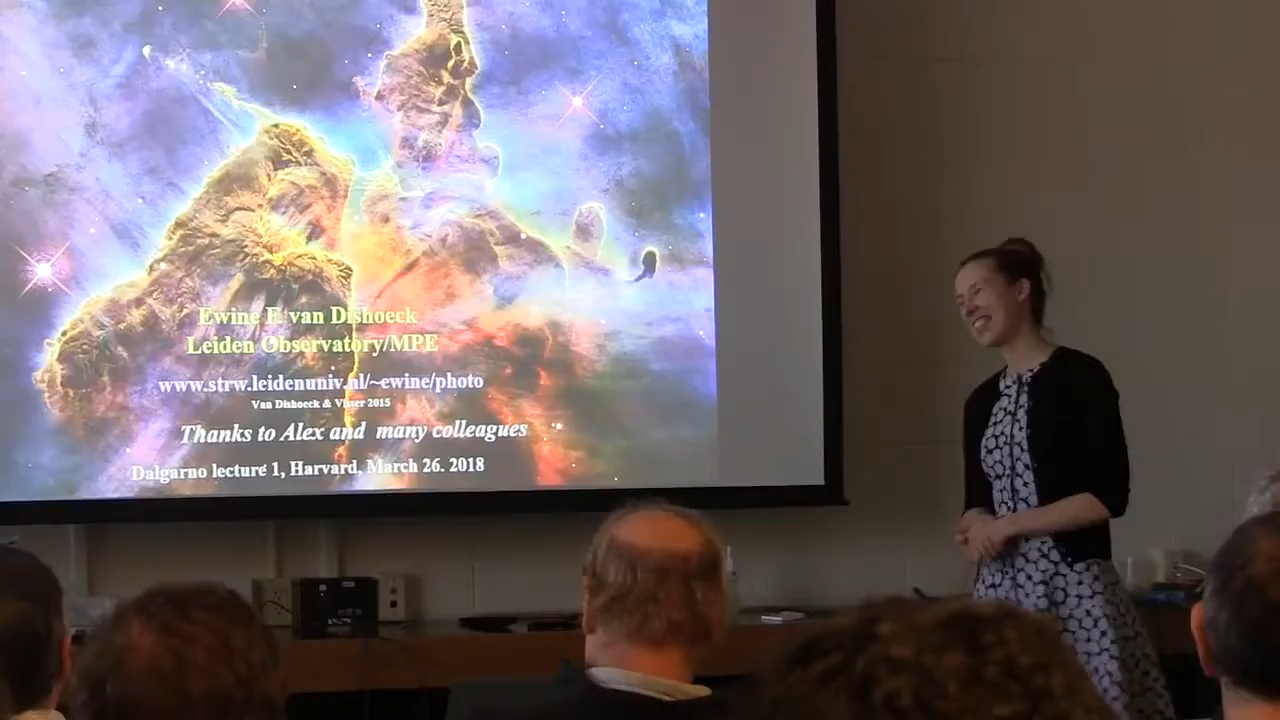 Ewine F. van Dishoeck
Leiden Observatory/MPE
www.strw.leidenuniv.nl/~ewine/photo
Van Dishoeck & Visser 2015
Thanks to Alex and many colleagues
Dalgarno lecture 1, Harvard, March 26. 2018